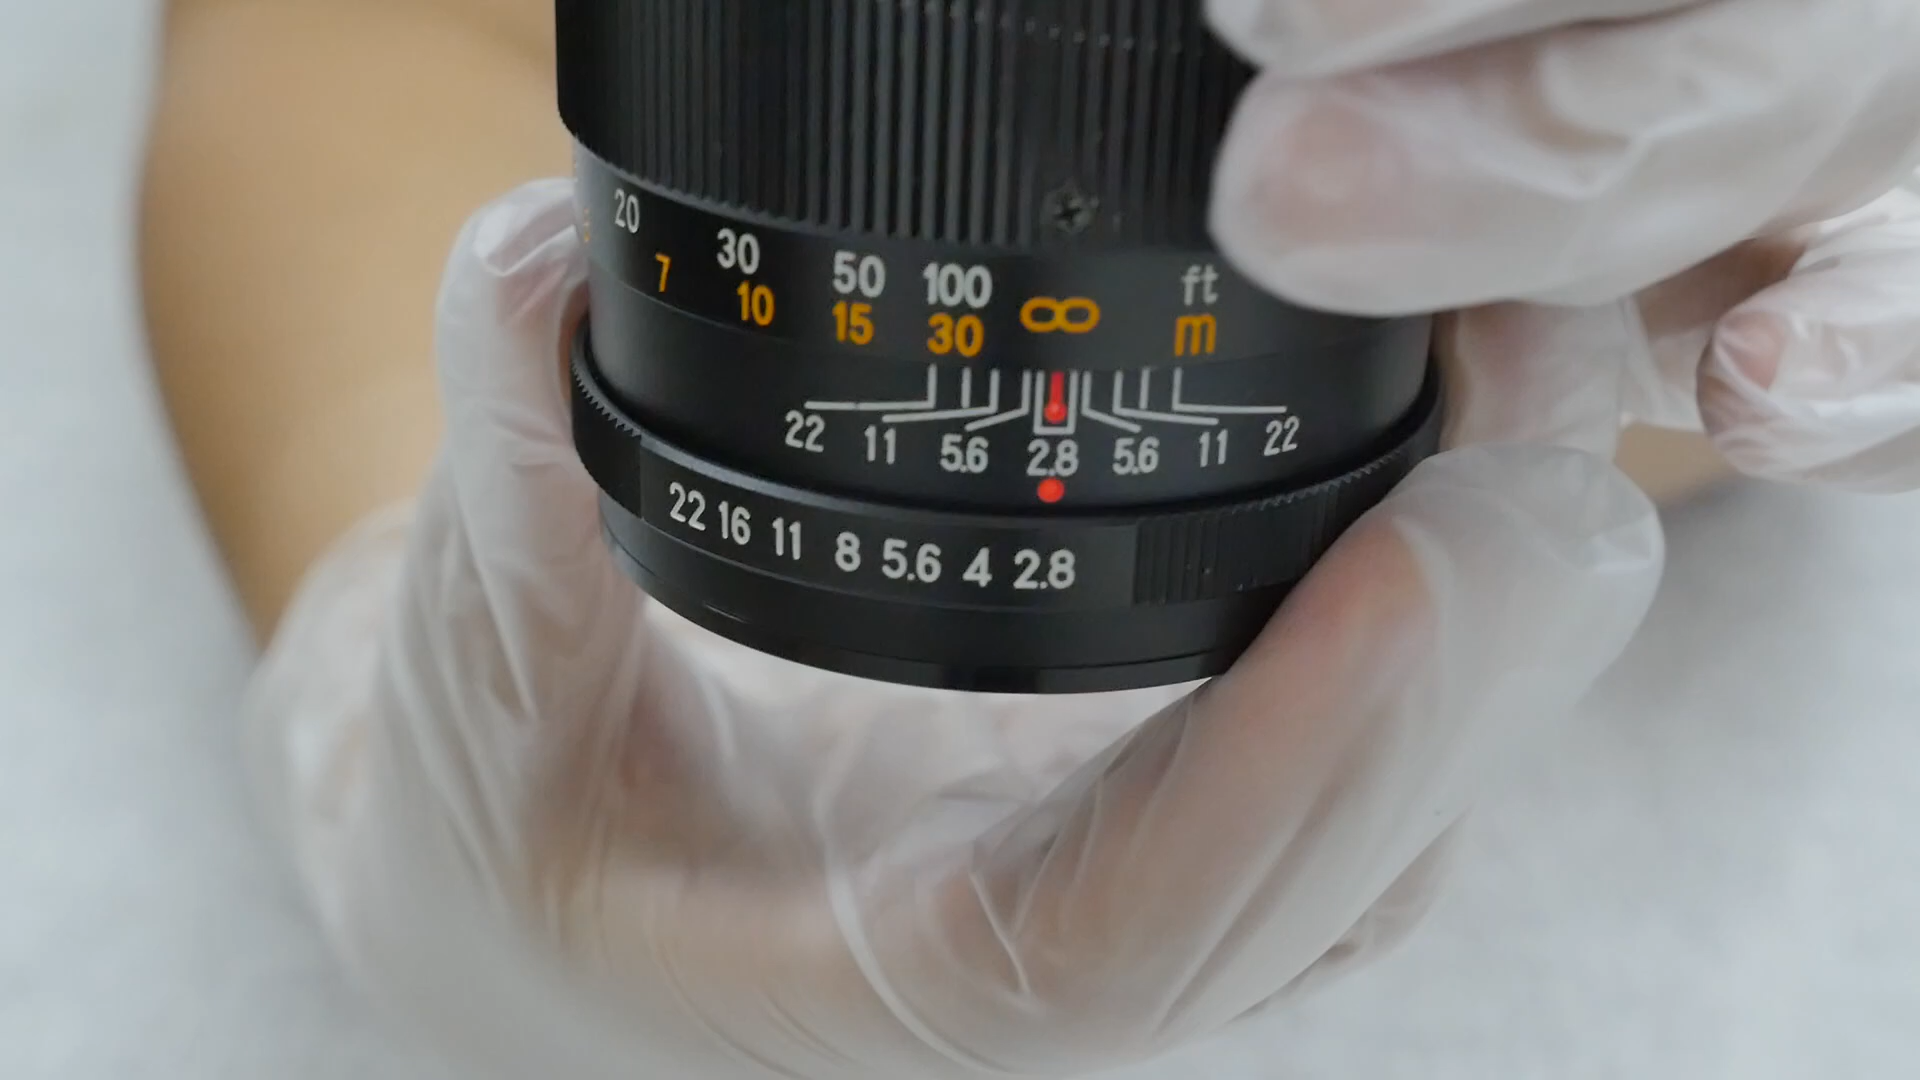 20 30 50 100 ft
7 10 15 30 ∞ m
22 11 5.6 2.8 5.6 11 22
22 16 11 8 5.6 4 2.8